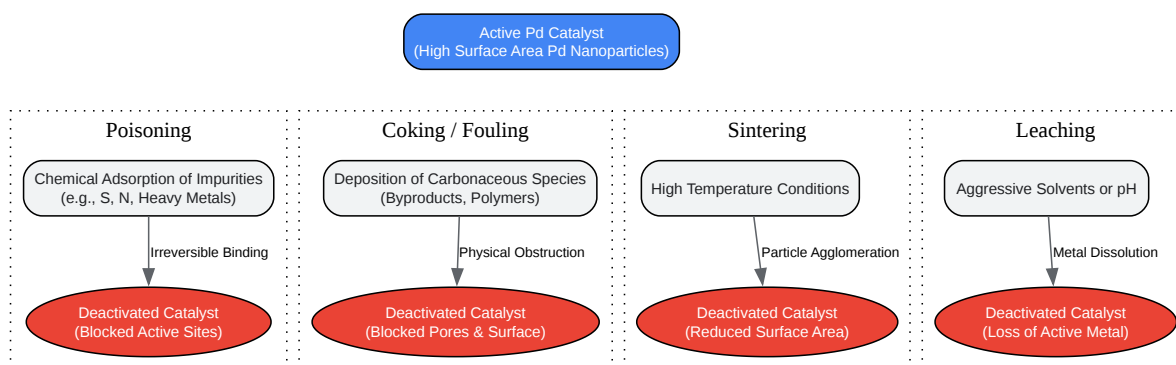 Active Pd Catalyst
(High Surface Area Pd Nanoparticles)
Poisoning
Chemical Adsorption of Impurities
(e.g., S, N, Heavy Metals)
Irreversible Binding
Deactivated Catalyst
(Blocked Active Sites)
Coking / Fouling
Deposition of Carbonaceous Species
(Byproducts, Polymers)
Physical Obstruction
Deactivated Catalyst
(Blocked Pores & Surface)
Sintering
High Temperature Conditions
Particle Agglomeration
Deactivated Catalyst
(Reduced Surface Area)
Leaching
Aggressive Solvents or pH
Metal Dissolution
Deactivated Catalyst
(Loss of Active Metal)